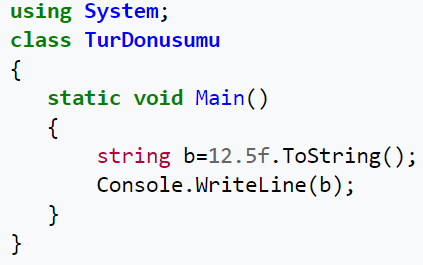 using System;
class TurDonusumu
{
   static void Main()
   {
       string b=12.5f.ToString();
       Console.WriteLine(b);
   }
}